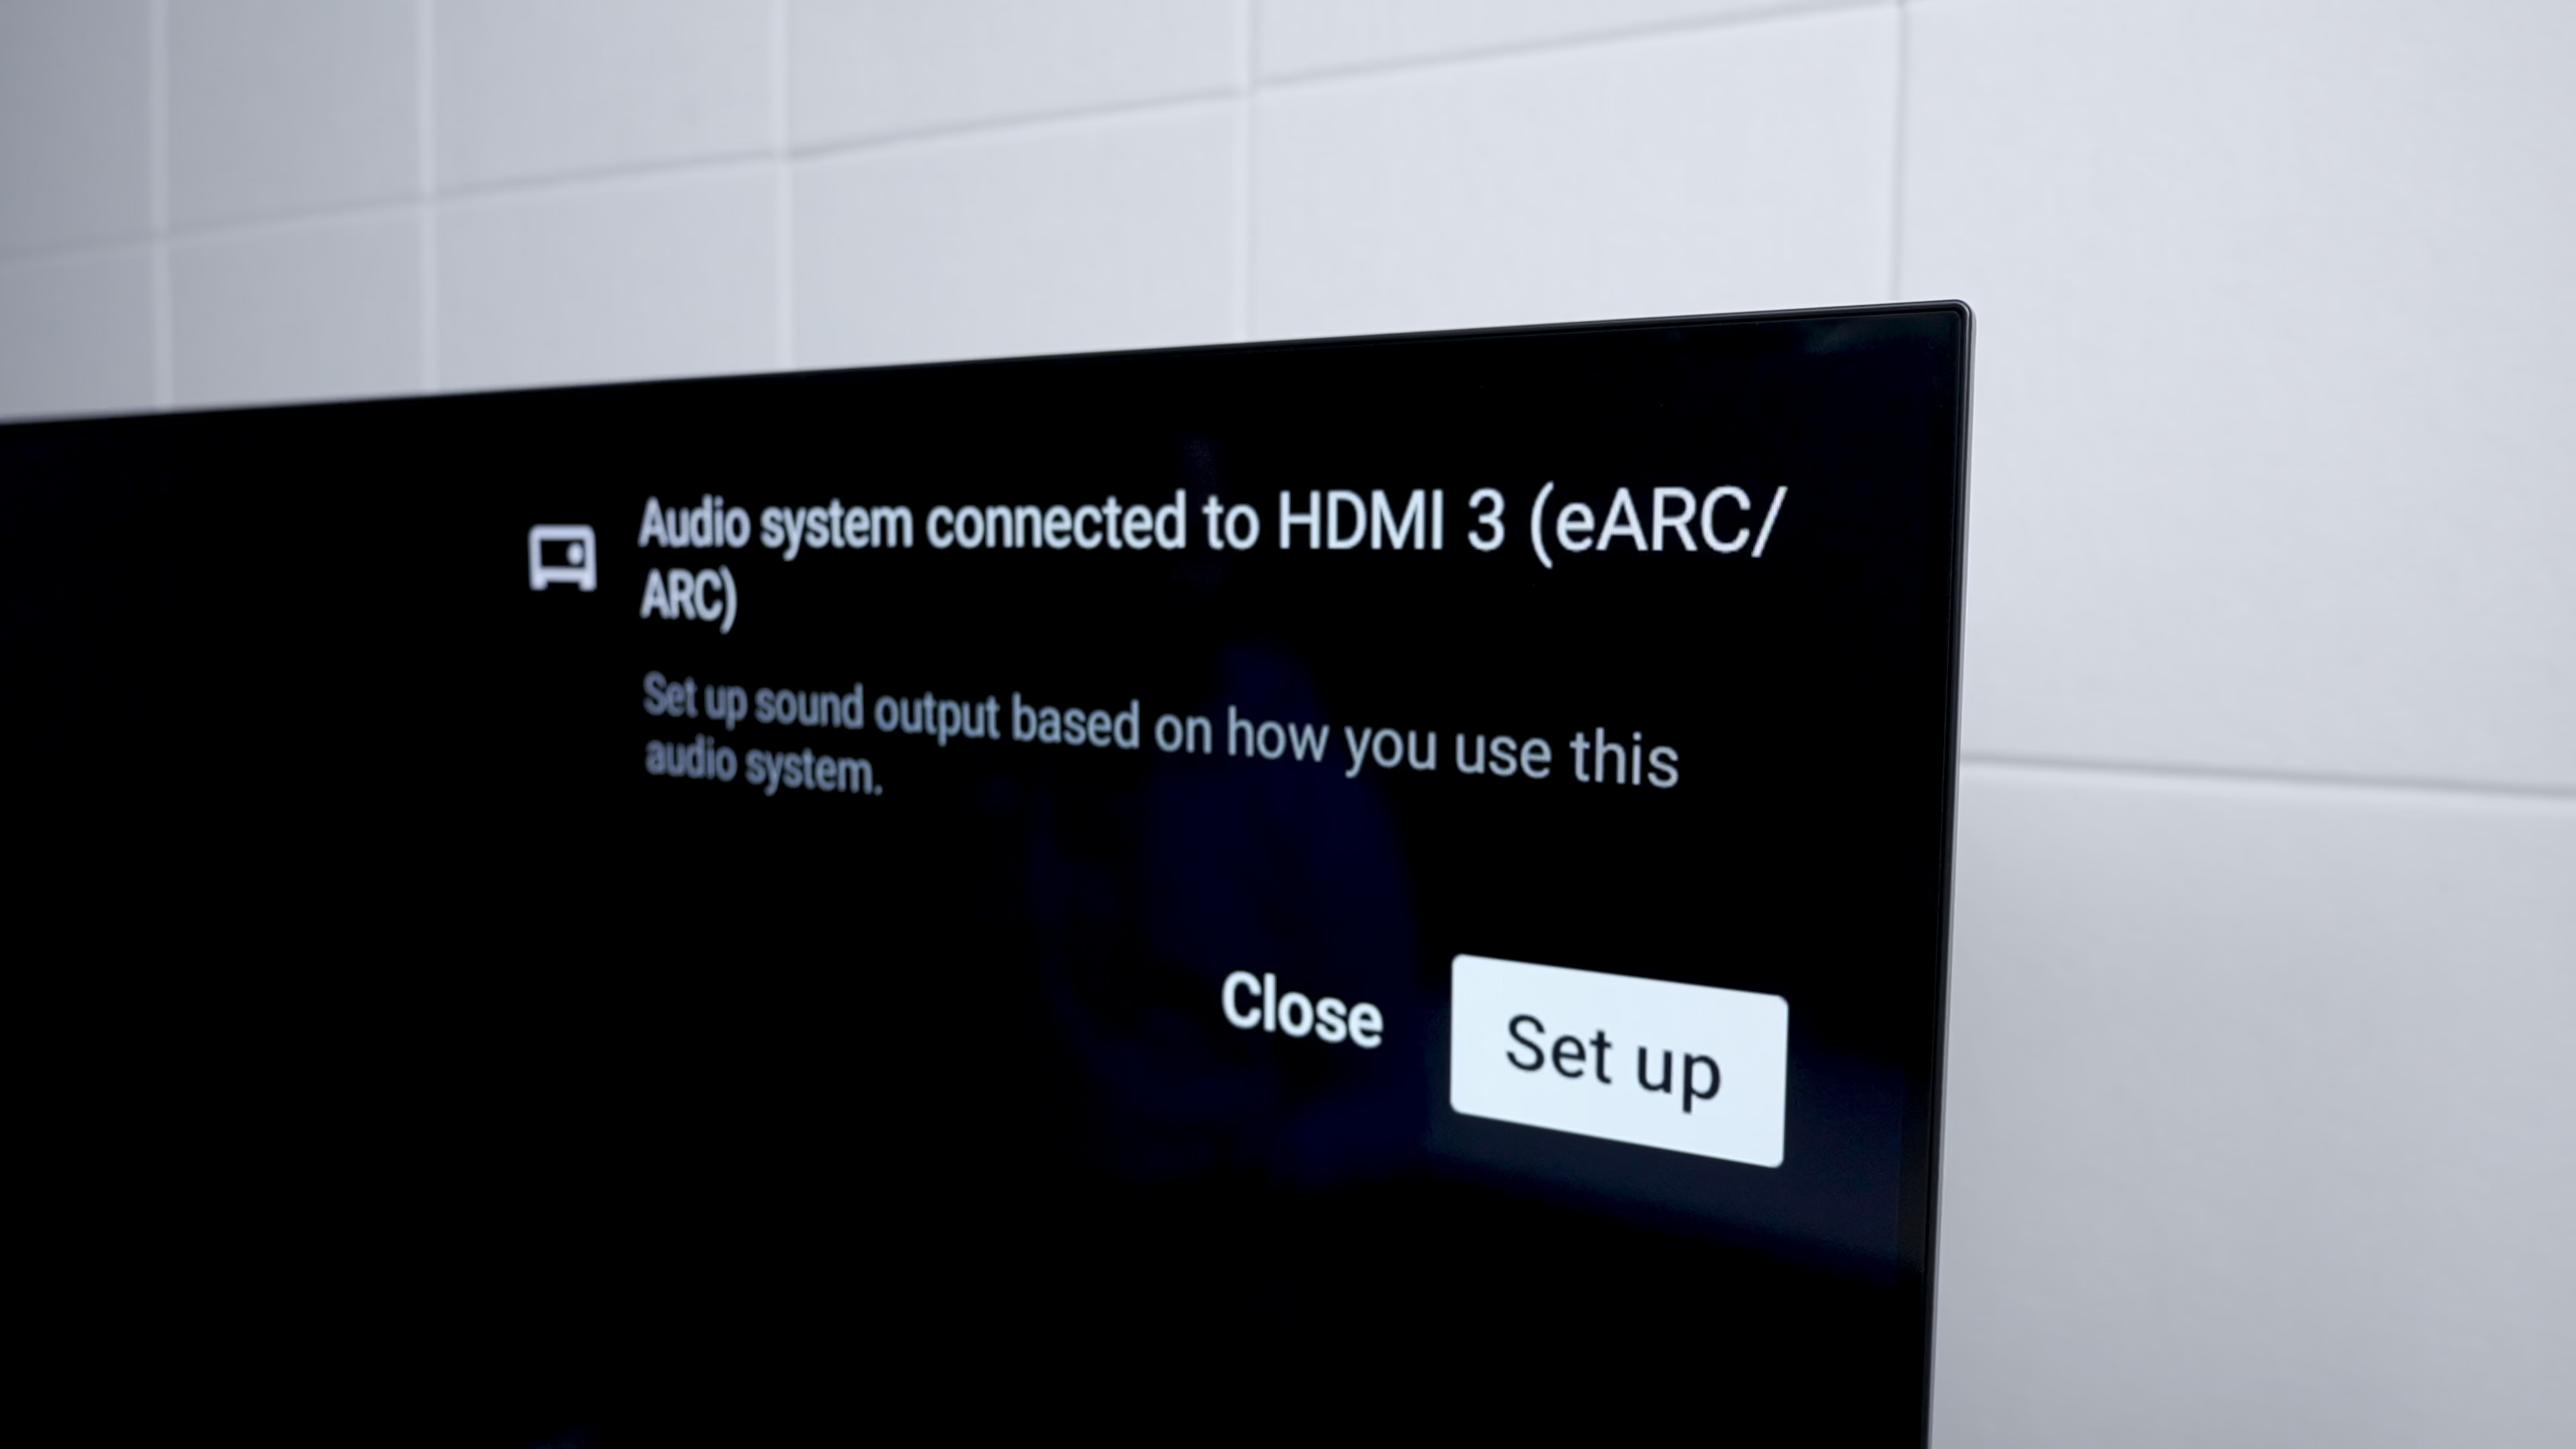 Audio system connected to HDMI 3 (eARC/
ARC)
Set up sound output based on how you use this
audio system.
Close
Set up